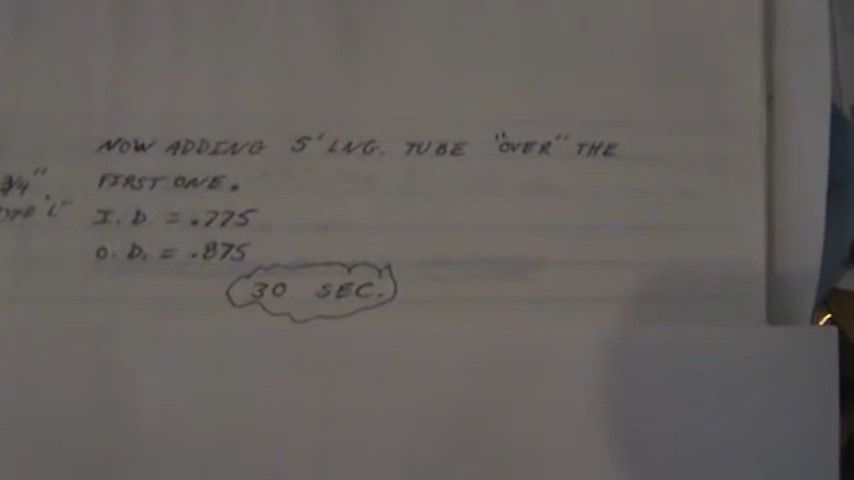 NOW ADDING 5' LNG. TUBE "OVER" THE
3/4" FIRST ONE.
"L" I.D. = .775
O.D. = .875
30 SEC.